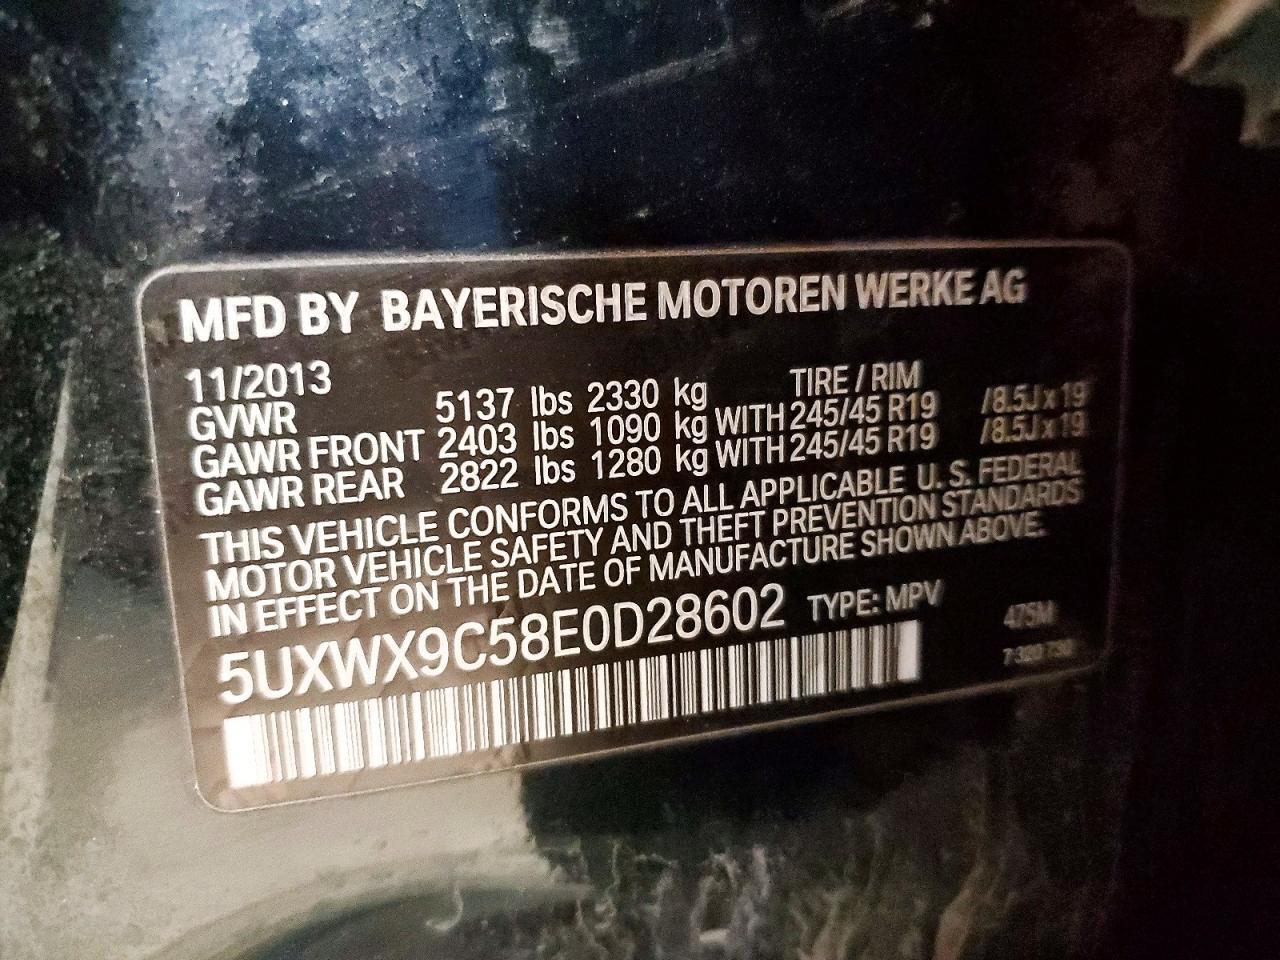 MFD BY BAYERISCHE MOTOREN WERKE AG
11/2013 TIRE / RIM
GVWR 5137 lbs 2330 kg
GAWR FRONT 2403 lbs 1090 kg WITH 245/45 R19 /8.5J x 19
GAWR REAR 2822 lbs 1280 kg WITH 245/45 R19 /8.5J x 19
THIS VEHICLE CONFORMS TO ALL APPLICABLE U. S. FEDERAL
MOTOR VEHICLE SAFETY AND THEFT PREVENTION STANDARDS
IN EFFECT ON THE DATE OF MANUFACTURE SHOWN ABOVE.
5UXWX9C58E0D28602 TYPE: MPV